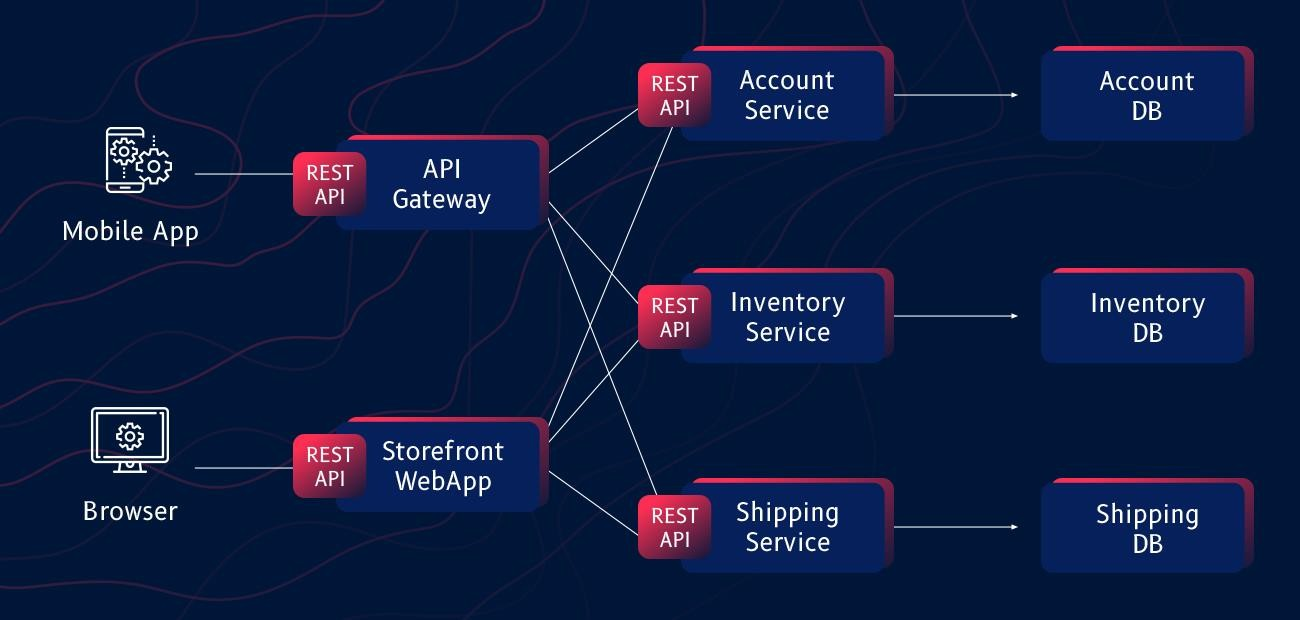 REST
API
Account
Service
Account
DB
Mobile App
REST
API
API
Gateway
REST
API
Inventory
Service
Inventory
DB
Browser
REST
API
Storefront
WebApp
REST
API
Shipping
Service
Shipping
DB